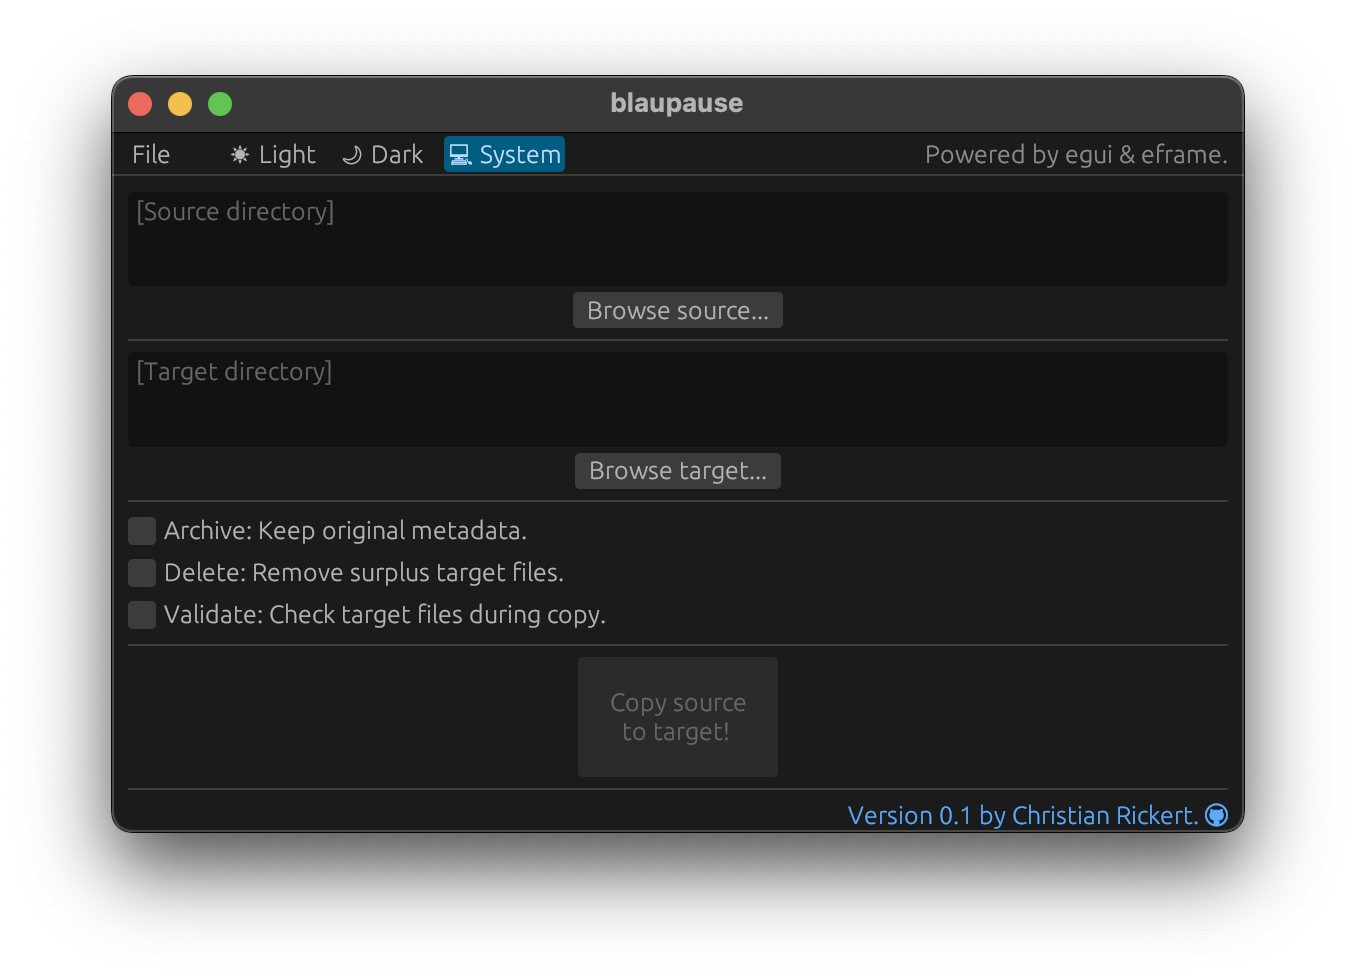 blaupause
File Light Dark System Powered by egui & eframe.
[Source directory]
Browse source...
[Target directory]
Browse target...
Archive: Keep original metadata.
Delete: Remove surplus target files.
Validate: Check target files during copy.
Copy source
to target!
Version 0.1 by Christian Rickert.